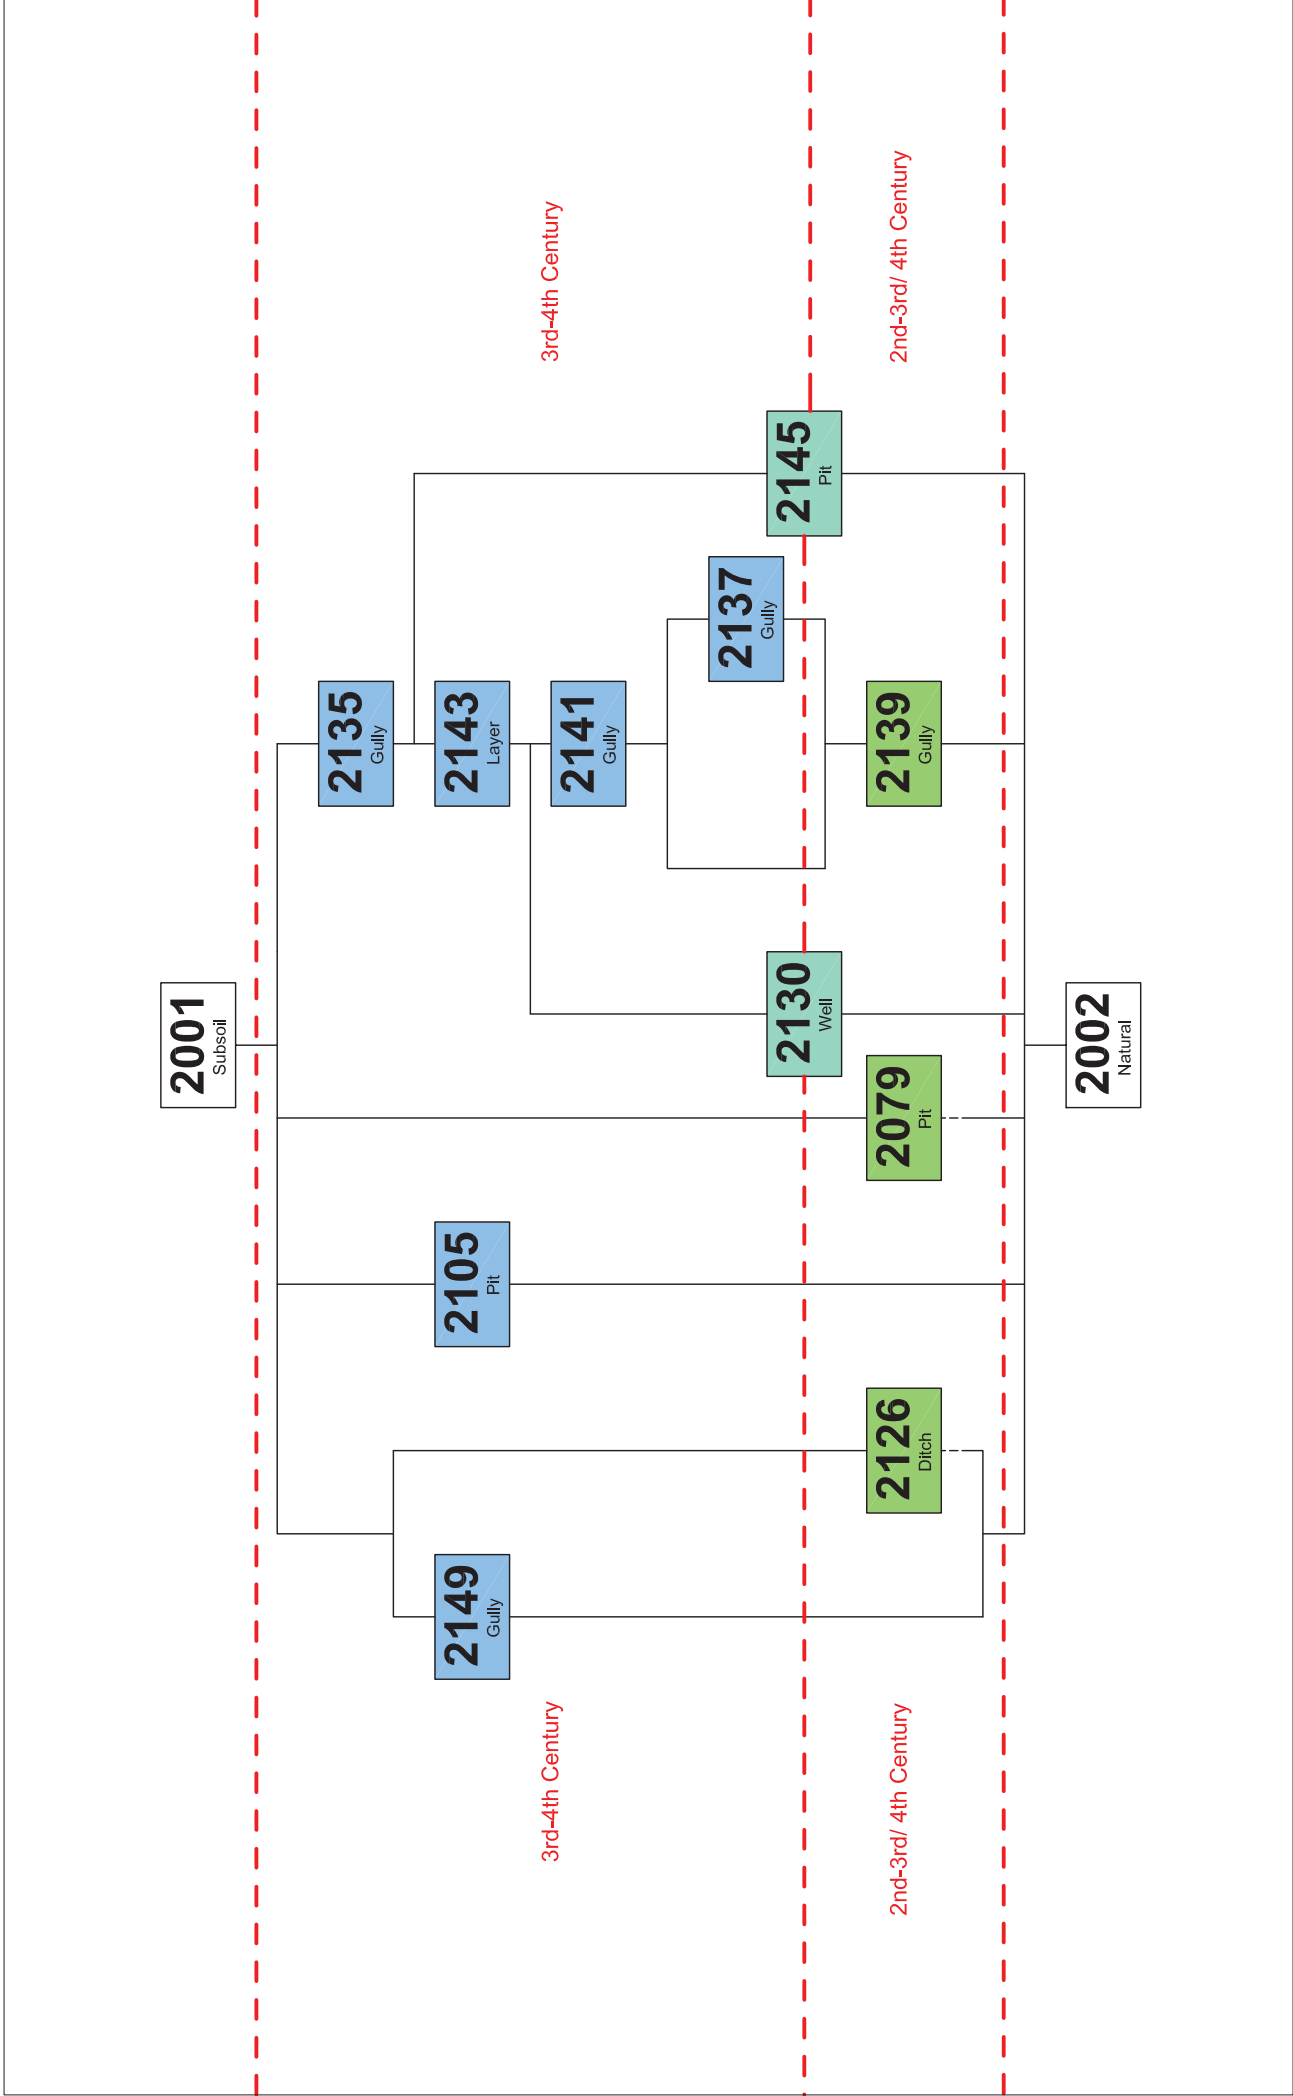 2001
Subsoil
3rd-4th Century
3rd-4th Century
2135
Gully
2149
Gully
2105
Pit
2143
Layer
2141
Gully
2137
Gully
2130
Well
2145
Pit
2nd-3rd/ 4th Century
2126
Ditch
2079
Pit
2139
Gully
2nd-3rd/ 4th Century
2002
Natural